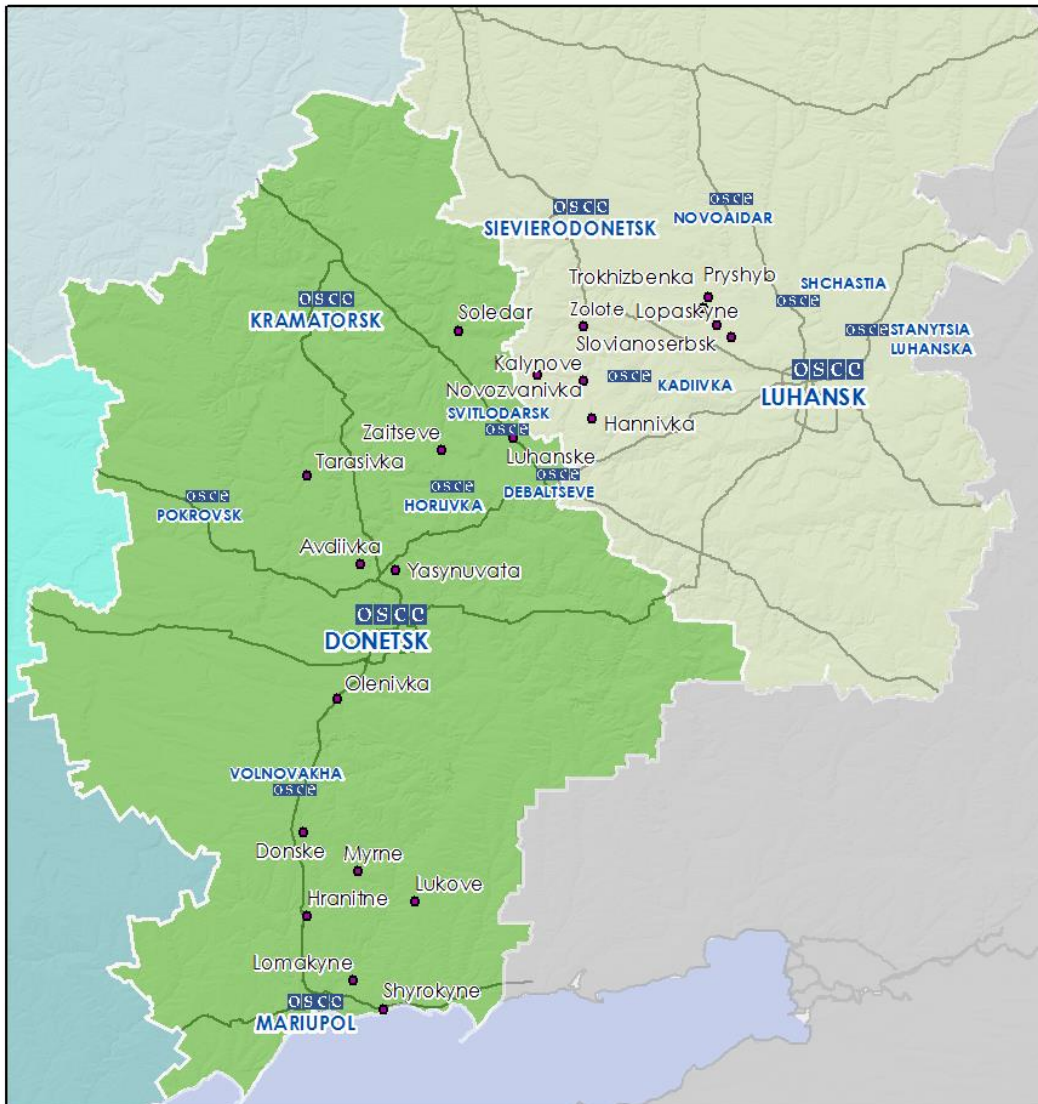 osce
NOVOAIDAR
osce
SIEVIERODONETSK
Trokhizbenka
Pryshyb
osce
SHCHASTIA
osce
KRAMATORSK
Soledar
Zolote
Lopaskyne
osce
STANYTSIA
LUHANSKA
Slovianoserbsk
Kalynove
osce
KADIIVKA
osce
LUHANSK
Novozvanivka
SVITLODARSK
osce
Hannivka
Zaitseve
Luhanske
Tarasivka
osce
DEBALTSEVE
osce
HORLIVKA
osce
POKROVSK
Avdiivka
Yasynuvata
osce
DONETSK
Olenivka
VOLNOVAKHA
osce
Donske
Myrne
Lukove
Hranitne
Lomakyne
Shyrokyne
osce
MARIUPOL